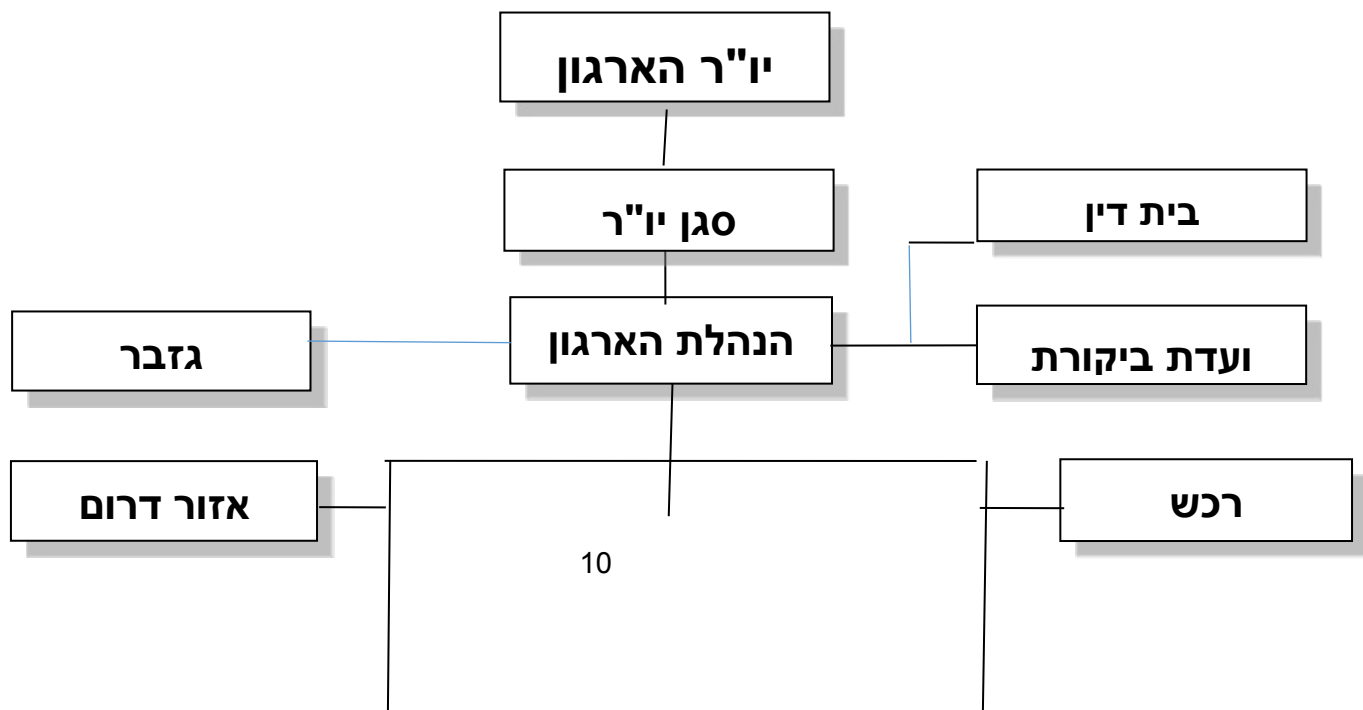 יו"ר הארגון
סגן יו"ר
בית דין
הנהלת הארגון
ועדת ביקורת
גזבר
רכש
אזור דרום
10